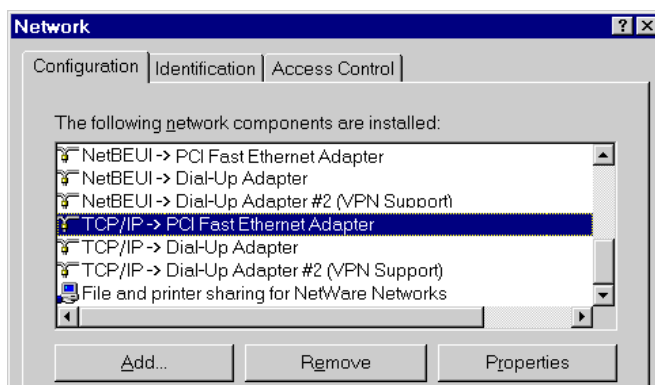 Network
Configuration Identification Access Control
The following network components are installed:
NetBEUI -> PCI Fast Ethernet Adapter
NetBEUI -> Dial-Up Adapter
NetBEUI -> Dial-Up Adapter #2 (VPN Support)
TCP/IP -> PCI Fast Ethernet Adapter
TCP/IP -> Dial-Up Adapter
TCP/IP -> Dial-Up Adapter #2 (VPN Support)
File and printer sharing for NetWare Networks
Add... Remove Properties